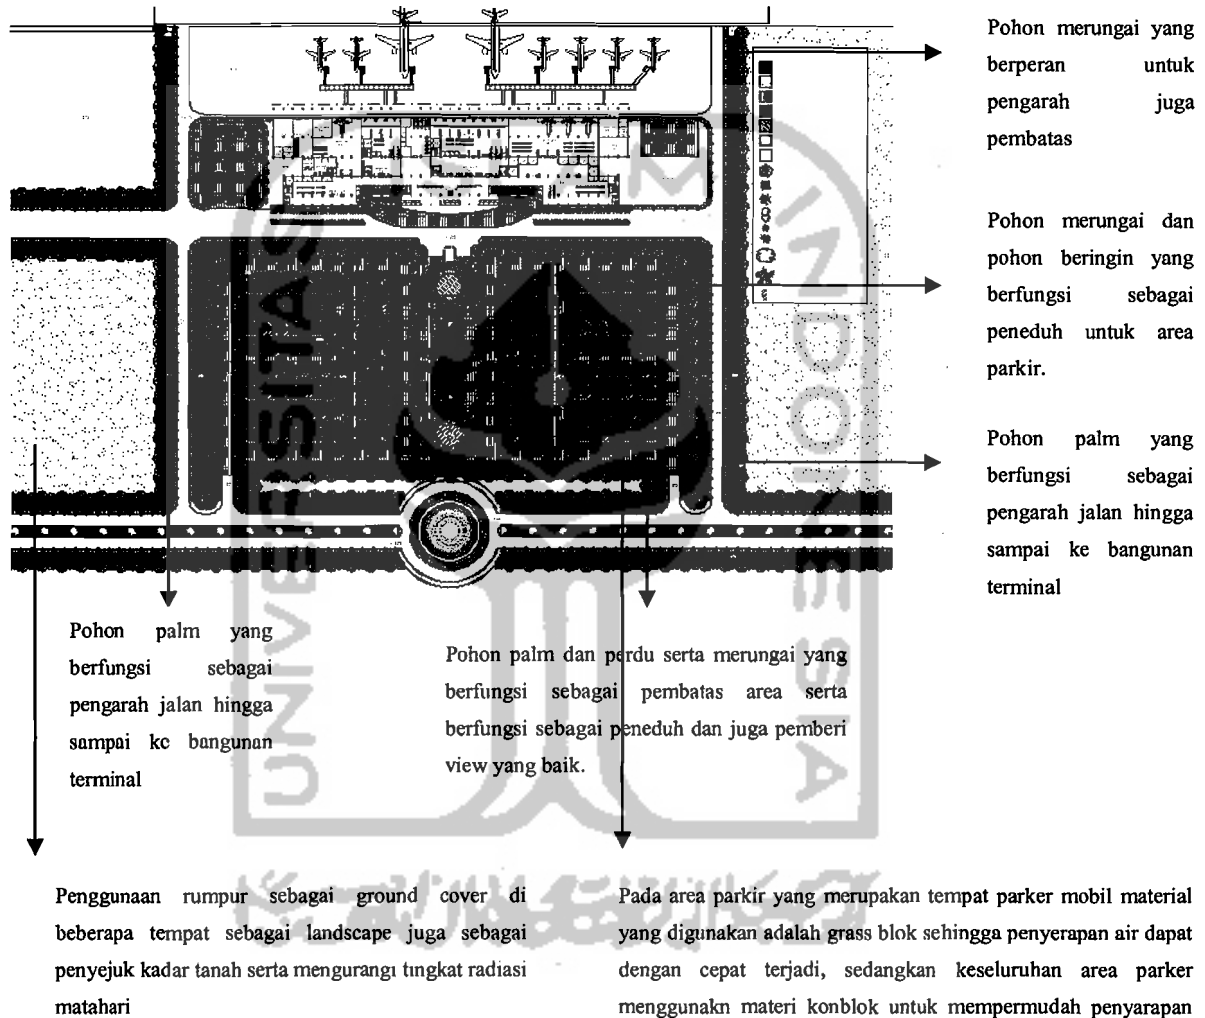 Pohon merungai yang
berperan untuk
pengarah juga
pembatas
Pohon merungai dan
pohon beringin yang
berfungsi sebagai
peneduh untuk area
parkir.
Pohon palm yang
berfungsi sebagai
pengarah jalan hingga
sampai ke bangunan
terminal
Pohon palm yang
berfungsi sebagai
pengarah jalan hingga
sampai ke bangunan
terminal
Pohon palm dan perdu serta merungai yang
berfungsi sebagai pembatas area serta
berfungsi sebagai peneduh dan juga pemberi
view yang baik.
Penggunaan rumpur sebagai ground cover di
beberapa tempat sebagai landscape juga sebagai
penyejuk kadar tanah serta mengurangi tingkat radiasi
matahari
Pada area parkir yang merupakan tempat parker mobil material
yang digunakan adalah grass blok sehingga penyerapan air dapat
dengan cepat terjadi, sedangkan keseluruhan area parker
menggunakn materi konblok untuk mempermudah penyarapan
UNIVERSITAS
ISLAM
INDONESIA